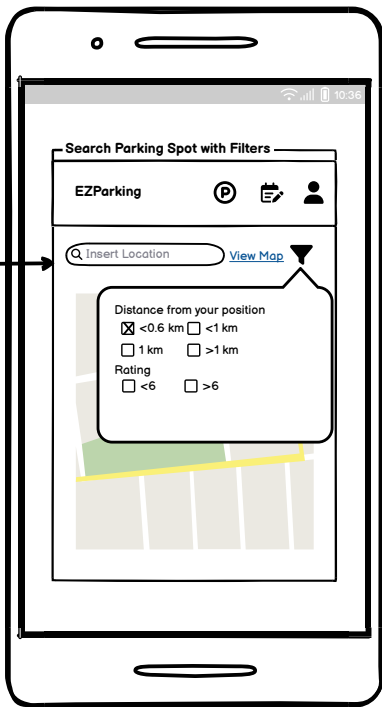 10:36
Search Parking Spot with Filters
EZParking
P
Insert Location
View Map
Distance from your position
<0.6 km <1 km
1 km >1 km
Rating
<6 >6